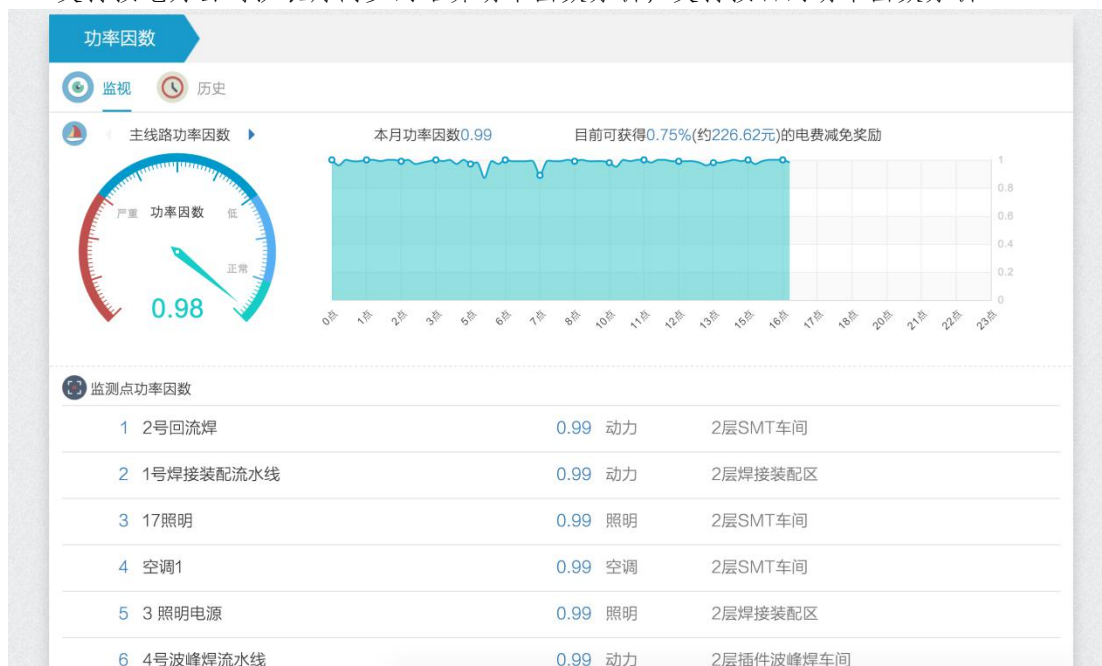 功率因数
监视 历史
主线路功率因数 本月功率因数0.99 目前可获得0.75%(约226.62元)的电费减免奖励
严重 功率因数 低
正常
0.98
1
0.8
0.6
0.4
0.2
0
0点 1点 2点 3点 5点 6点 7点 8点 10点 11点 12点 13点 15点 16点 17点 18点 20点 21点 22点 23点
监测点功率因数
1 2号回流焊 0.99 动力 2层SMT车间
2 1号焊接装配流水线 0.99 动力 2层焊接装配区
3 17照明 0.99 照明 2层SMT车间
4 空调1 0.99 空调 2层SMT车间
5 3 照明电源 0.99 照明 2层焊接装配区
6 4号波峰焊流水线 0.99 动力 2层插件波峰焊车间